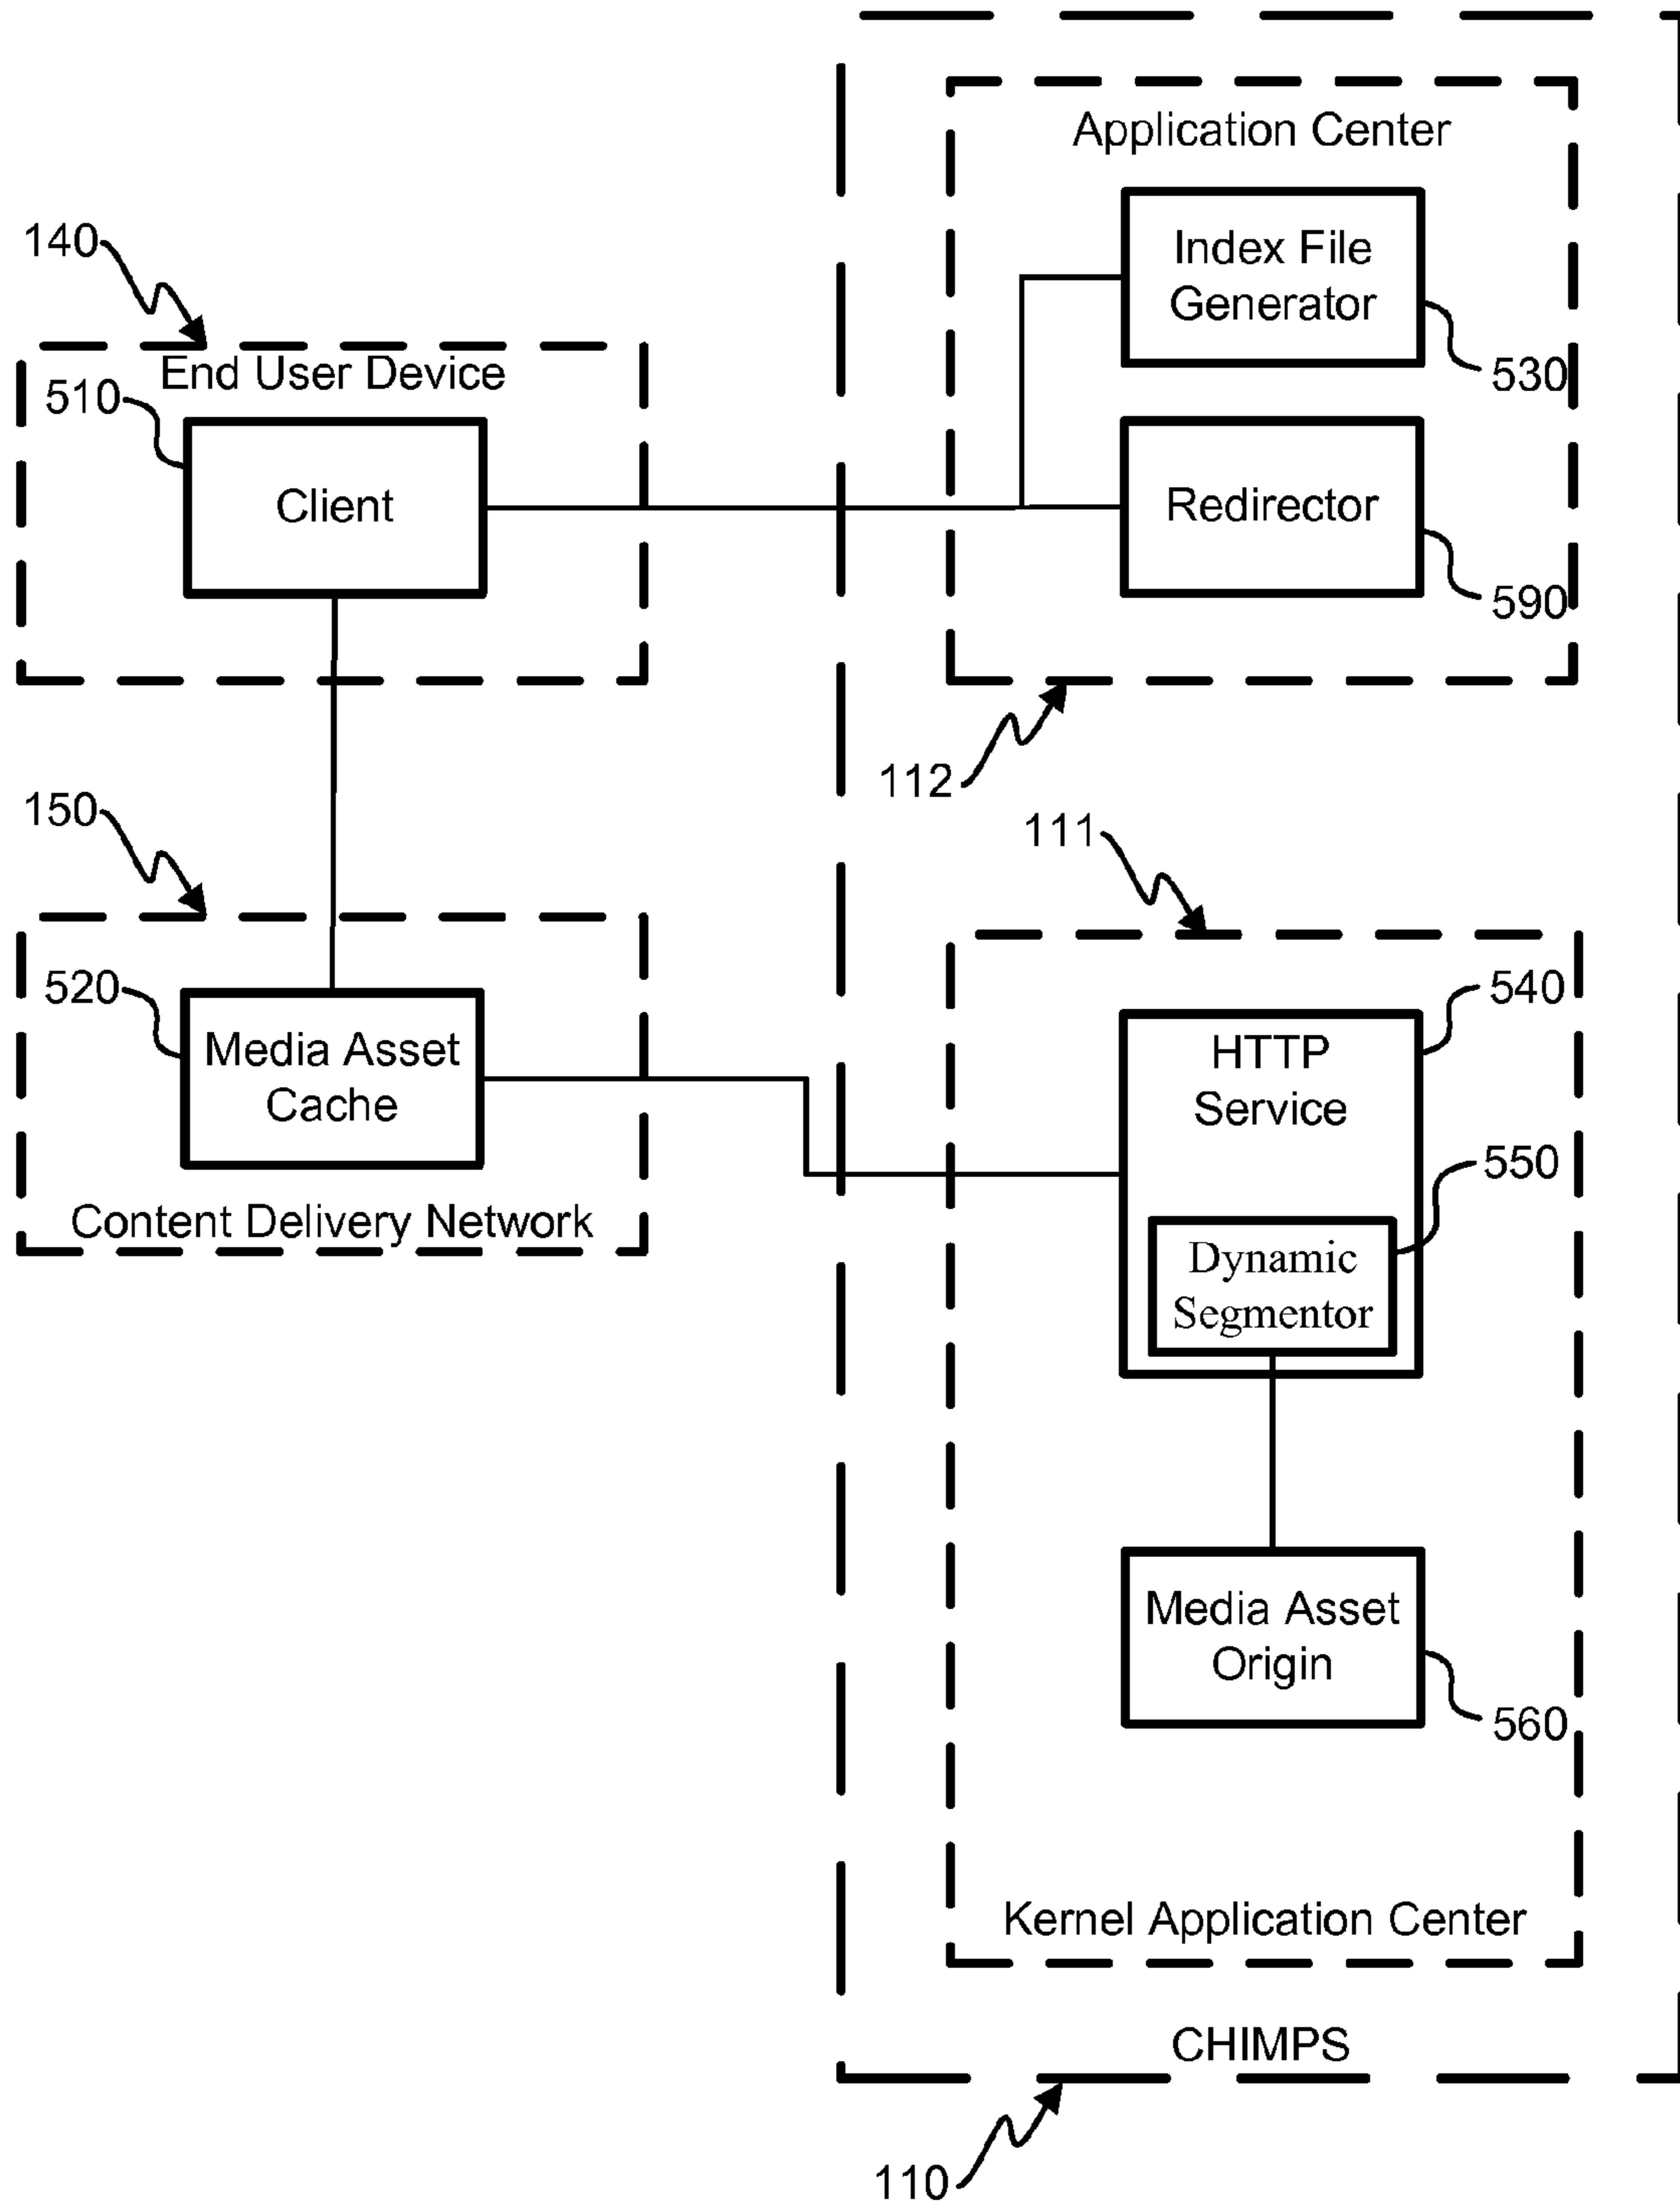 Application Center
Index File
Generator
530
Redirector
590
112
140
End User Device
510
Client
150
520
Media Asset
Cache
Content Delivery Network
111
540
HTTP
Service
550
Dynamic
Segmentor
Media Asset
Origin
560
Kernel Application Center
CHIMPS
110